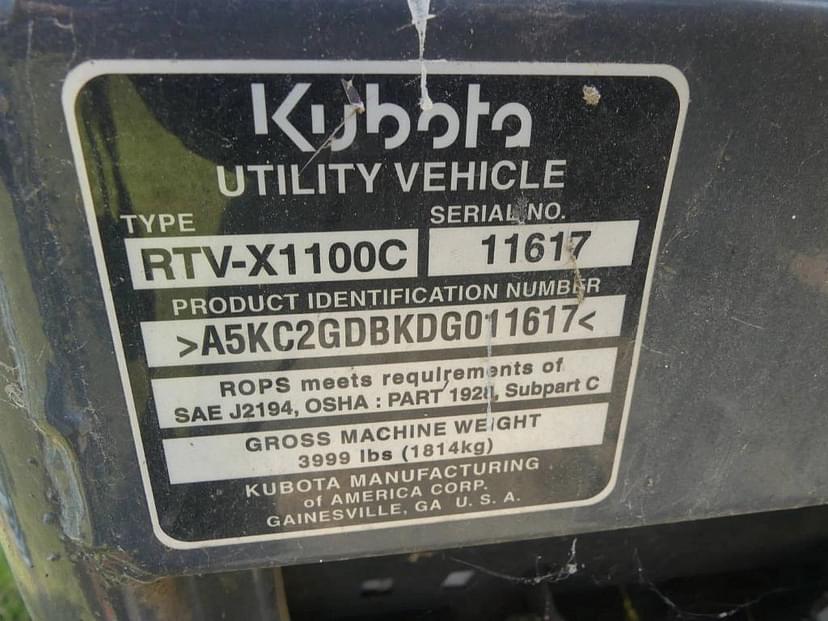 Kubota
UTILITY VEHICLE
TYPE SERIAL NO.
RTV-X1100C 11617
PRODUCT IDENTIFICATION NUMBER
>A5KC2GDBKDG011617<
ROPS meets requirements of
SAE J2194, OSHA : PART 1928, Subpart C
GROSS MACHINE WEIGHT
3999 lbs (1814kg)
KUBOTA MANUFACTURING
of AMERICA CORP.
GAINESVILLE, GA U. S. A.